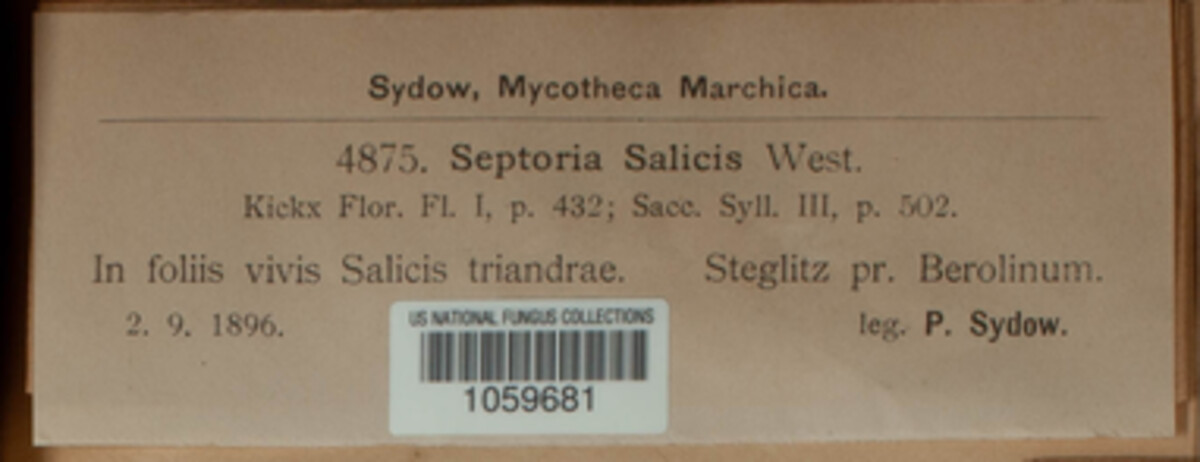 Sydow, Mycotheca Marchica.
4875. Septoria Salicis West.
Kickx Flor. Fl. I, p. 432; Sacc. Syll. III, p. 502.
In foliis vivis Salicis triandrae. Steglitz pr. Berolinum.
2. 9. 1896. leg. P. Sydow.
US NATIONAL FUNGUS COLLECTIONS
1059681